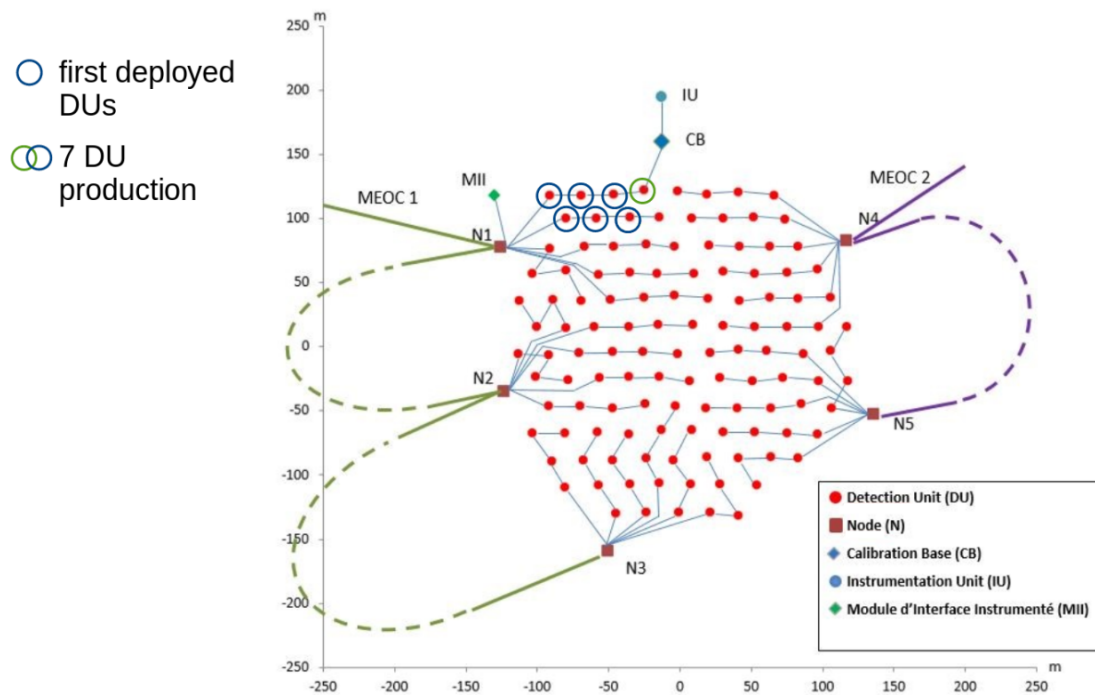 first deployed
DUs
7 DU
production
m
250
200
150
100
50
0
-50
-100
-150
-200
-250
-250
-200
-150
-100
-50
0
50
100
150
200
250
m
IU
CB
MII
MEOC 1
N1
MEOC 2
N4
N2
N5
N3
Detection Unit (DU)
Node (N)
Calibration Base (CB)
Instrumentation Unit (IU)
Module d'Interface Instrumenté (MII)